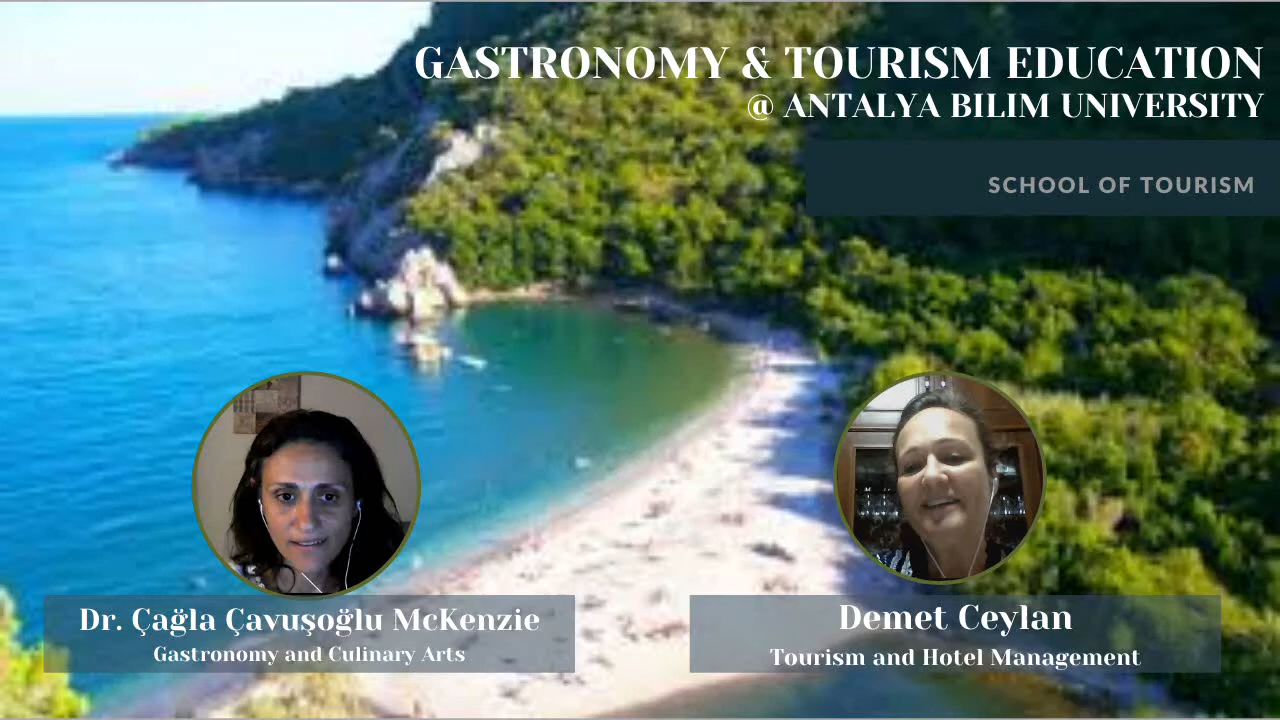 GASTRONOMY & TOURISM EDUCATION
@ ANTALYA BILIM UNIVERSITY
SCHOOL OF TOURISM
Dr. Çağla Çavuşoğlu McKenzie
Gastronomy and Culinary Arts
Demet Ceylan
Tourism and Hotel Management